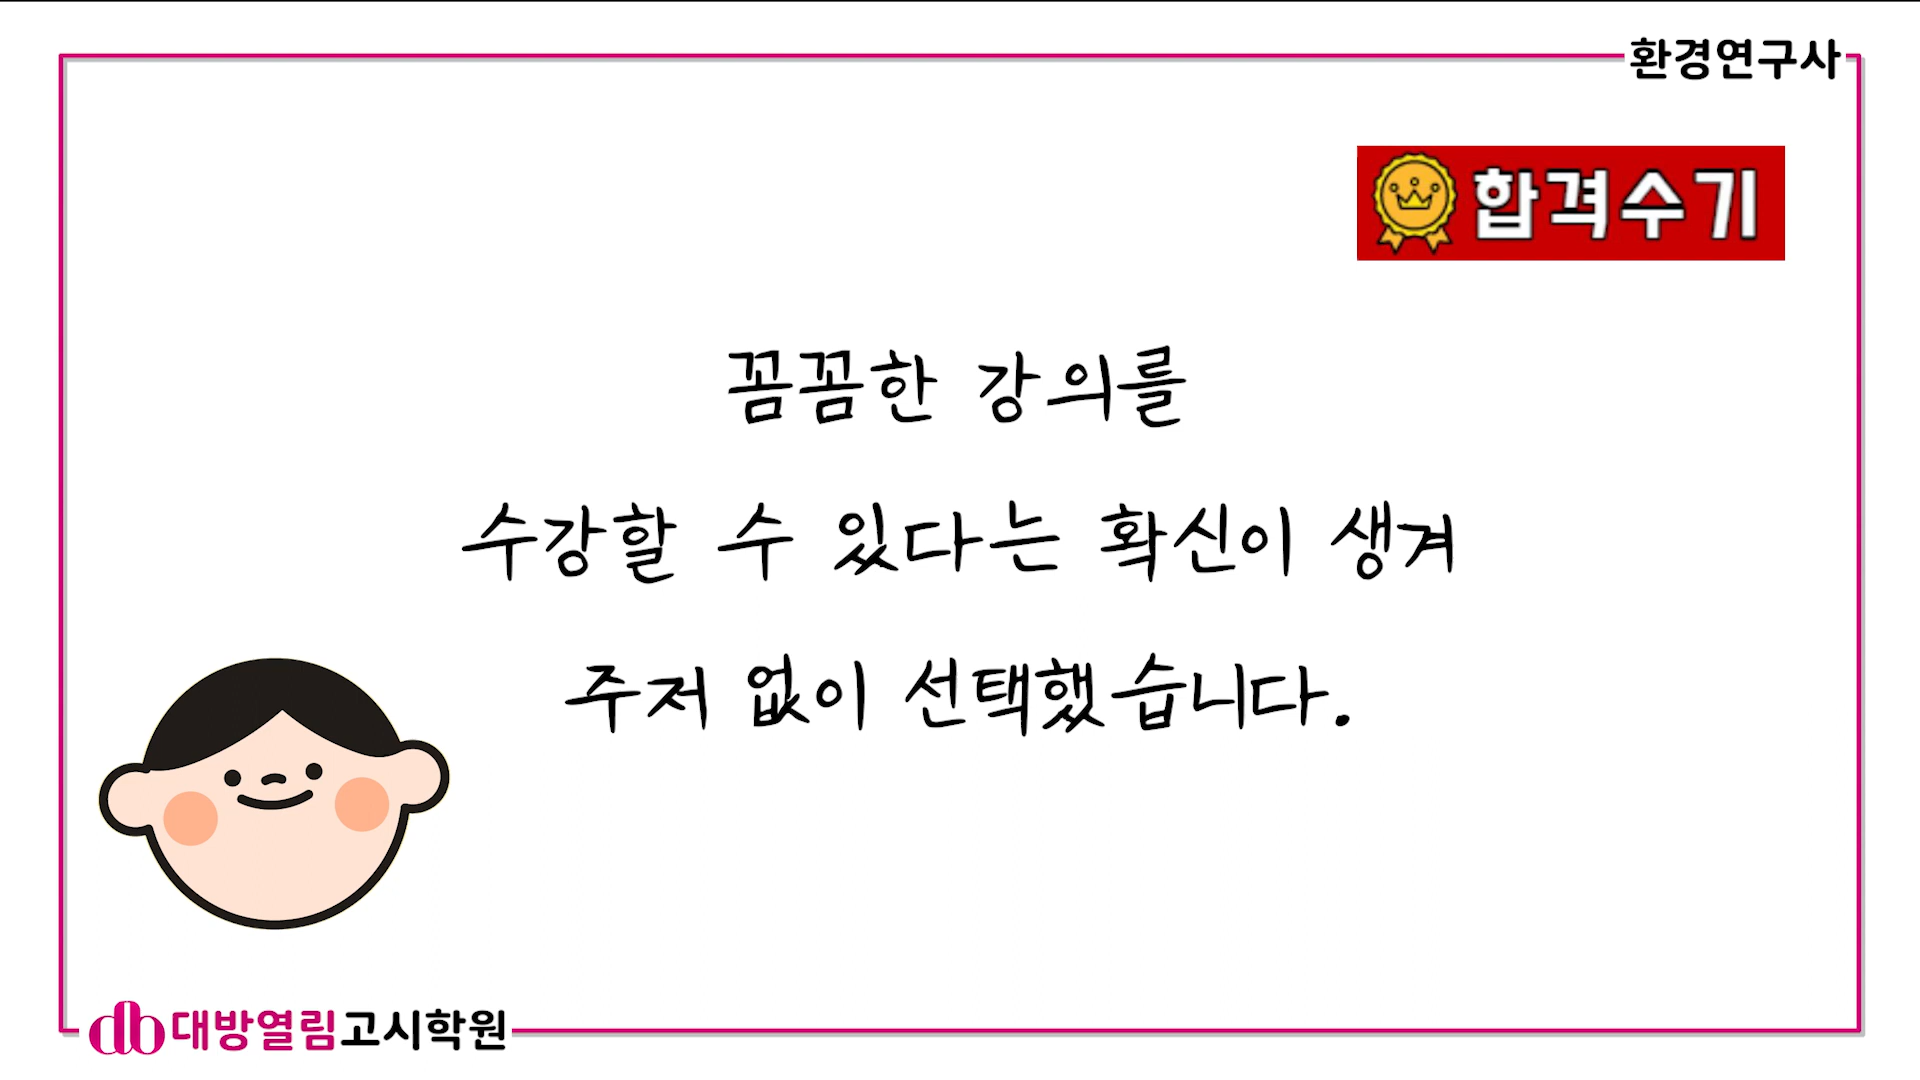 환경연구사
합격수기
꼼꼼한 강의를
수강할 수 있다는 확신이 생겨
주저 없이 선택했습니다.
db대방열림고시학원